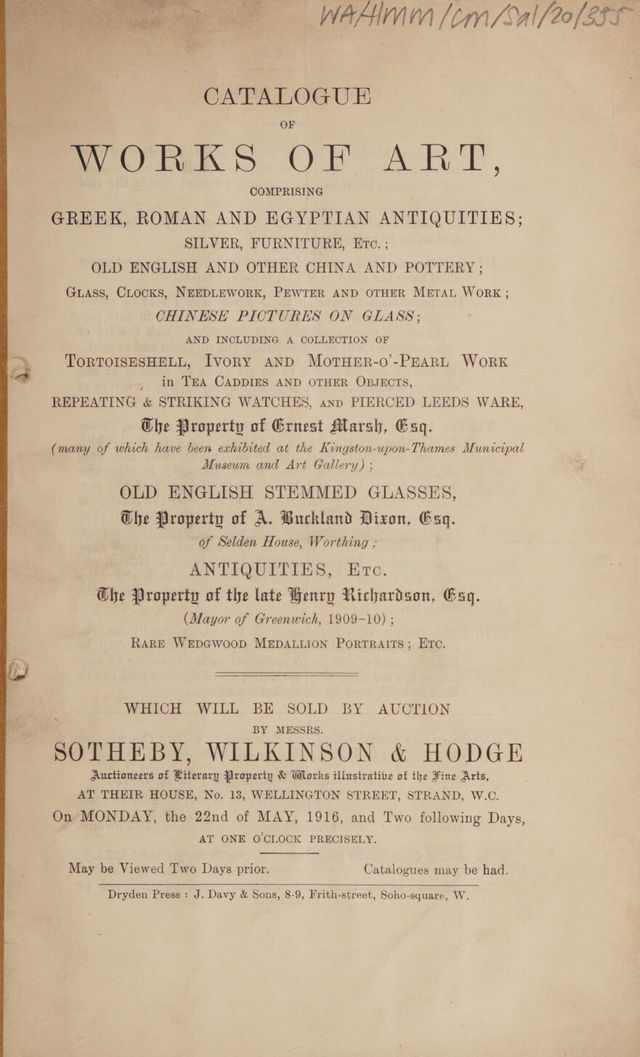 WA/HMM/CM/Sal/20/355
CATALOGUE
OF
WORKS OF ART,
COMPRISING
GREEK, ROMAN AND EGYPTIAN ANTIQUITIES;
SILVER, FURNITURE, ETC.;
OLD ENGLISH AND OTHER CHINA AND POTTERY;
GLASS, CLOCKS, NEEDLEWORK, PEWTER AND OTHER METAL WORK;
CHINESE PICTURES ON GLASS;
AND INCLUDING A COLLECTION OF
TORTOISESHELL, IVORY AND MOTHER-O'-PEARL WORK
in TEA CADDIES AND OTHER OBJECTS,
REPEATING & STRIKING WATCHES, AND PIERCED LEEDS WARE,
The Property of Ernest Marsh, Esq.
(many of which have been exhibited at the Kingston-upon-Thames Municipal
Museum and Art Gallery);
OLD ENGLISH STEMMED GLASSES,
The Property of A. Buckland Dixon, Esq.
of Selden House, Worthing;
ANTIQUITIES, ETC.
The Property of the late Henry Richardson, Esq.
(Mayor of Greenwich, 1909-10);
RARE WEDGWOOD MEDALLION PORTRAITS; ETC.
WHICH WILL BE SOLD BY AUCTION
BY MESSRS.
SOTHEBY, WILKINSON & HODGE
Auctioneers of Literary Property & Works illustrative of the Fine Arts,
AT THEIR HOUSE, No. 13, WELLINGTON STREET, STRAND, W.C.
On MONDAY, the 22nd of MAY, 1916, and Two following Days,
AT ONE O'CLOCK PRECISELY.
May be Viewed Two Days prior. Catalogues may be had.
Dryden Press: J. Davy & Sons, 8-9, Frith-street, Soho-square, W.